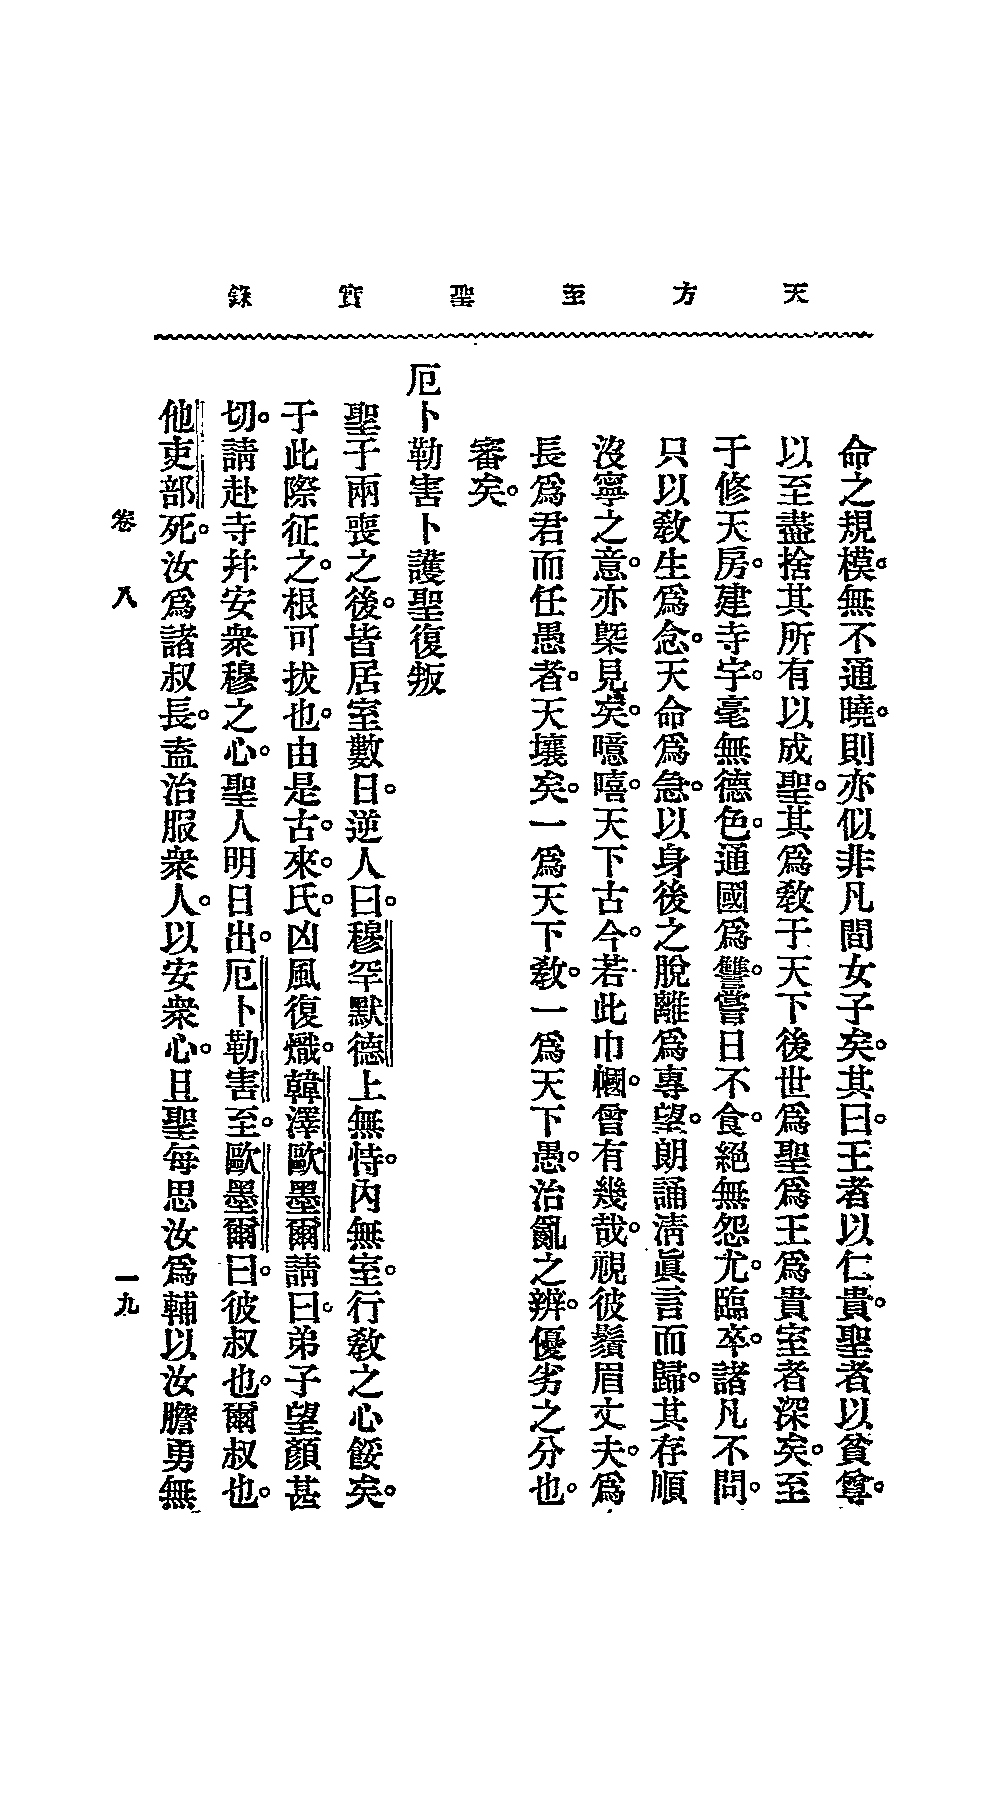 天方至聖實錄
命之規模。無不通曉。則亦似非凡間女子矣。其曰。王者以仁貴。聖者以貧尊。
以至盡捨其所有以成聖。其爲敎于天下後世爲聖爲王爲貴室者深矣。至
于修天房。建寺宇。毫無德色。通國爲讐。嘗日不食。絕無怨尤。臨卒。諸凡不問。
只以敎生爲念。天命爲急。以身後之脫離爲專望。朗誦淸眞言而歸。其存順
沒寧之意。亦槩見矣。噫嘻。天下古今。若此巾幗。曾有幾哉。視彼鬚眉丈夫。爲
長爲君而任愚者。天壤矣。一爲天下敎。一爲天下愚。治亂之辨。優劣之分也。
審矣。
厄卜勒害卜護聖復叛
聖于兩喪之後。皆居室數日。逆人曰。穆罕默德上無恃。內無室。行敎之心餒矣。
于此際征之。根可拔也。由是古。來。氏。凶風復熾。韓澤歐墨爾請曰。弟子望顏甚
切。請赴寺幷安衆穆之心。聖人明日出。厄卜勒害至。歐墨爾曰。彼叔也。爾叔也。
他吏部死。汝爲諸叔長。盍治服衆人。以安衆心。且聖每思汝爲輔以汝膽勇無
卷八
一九